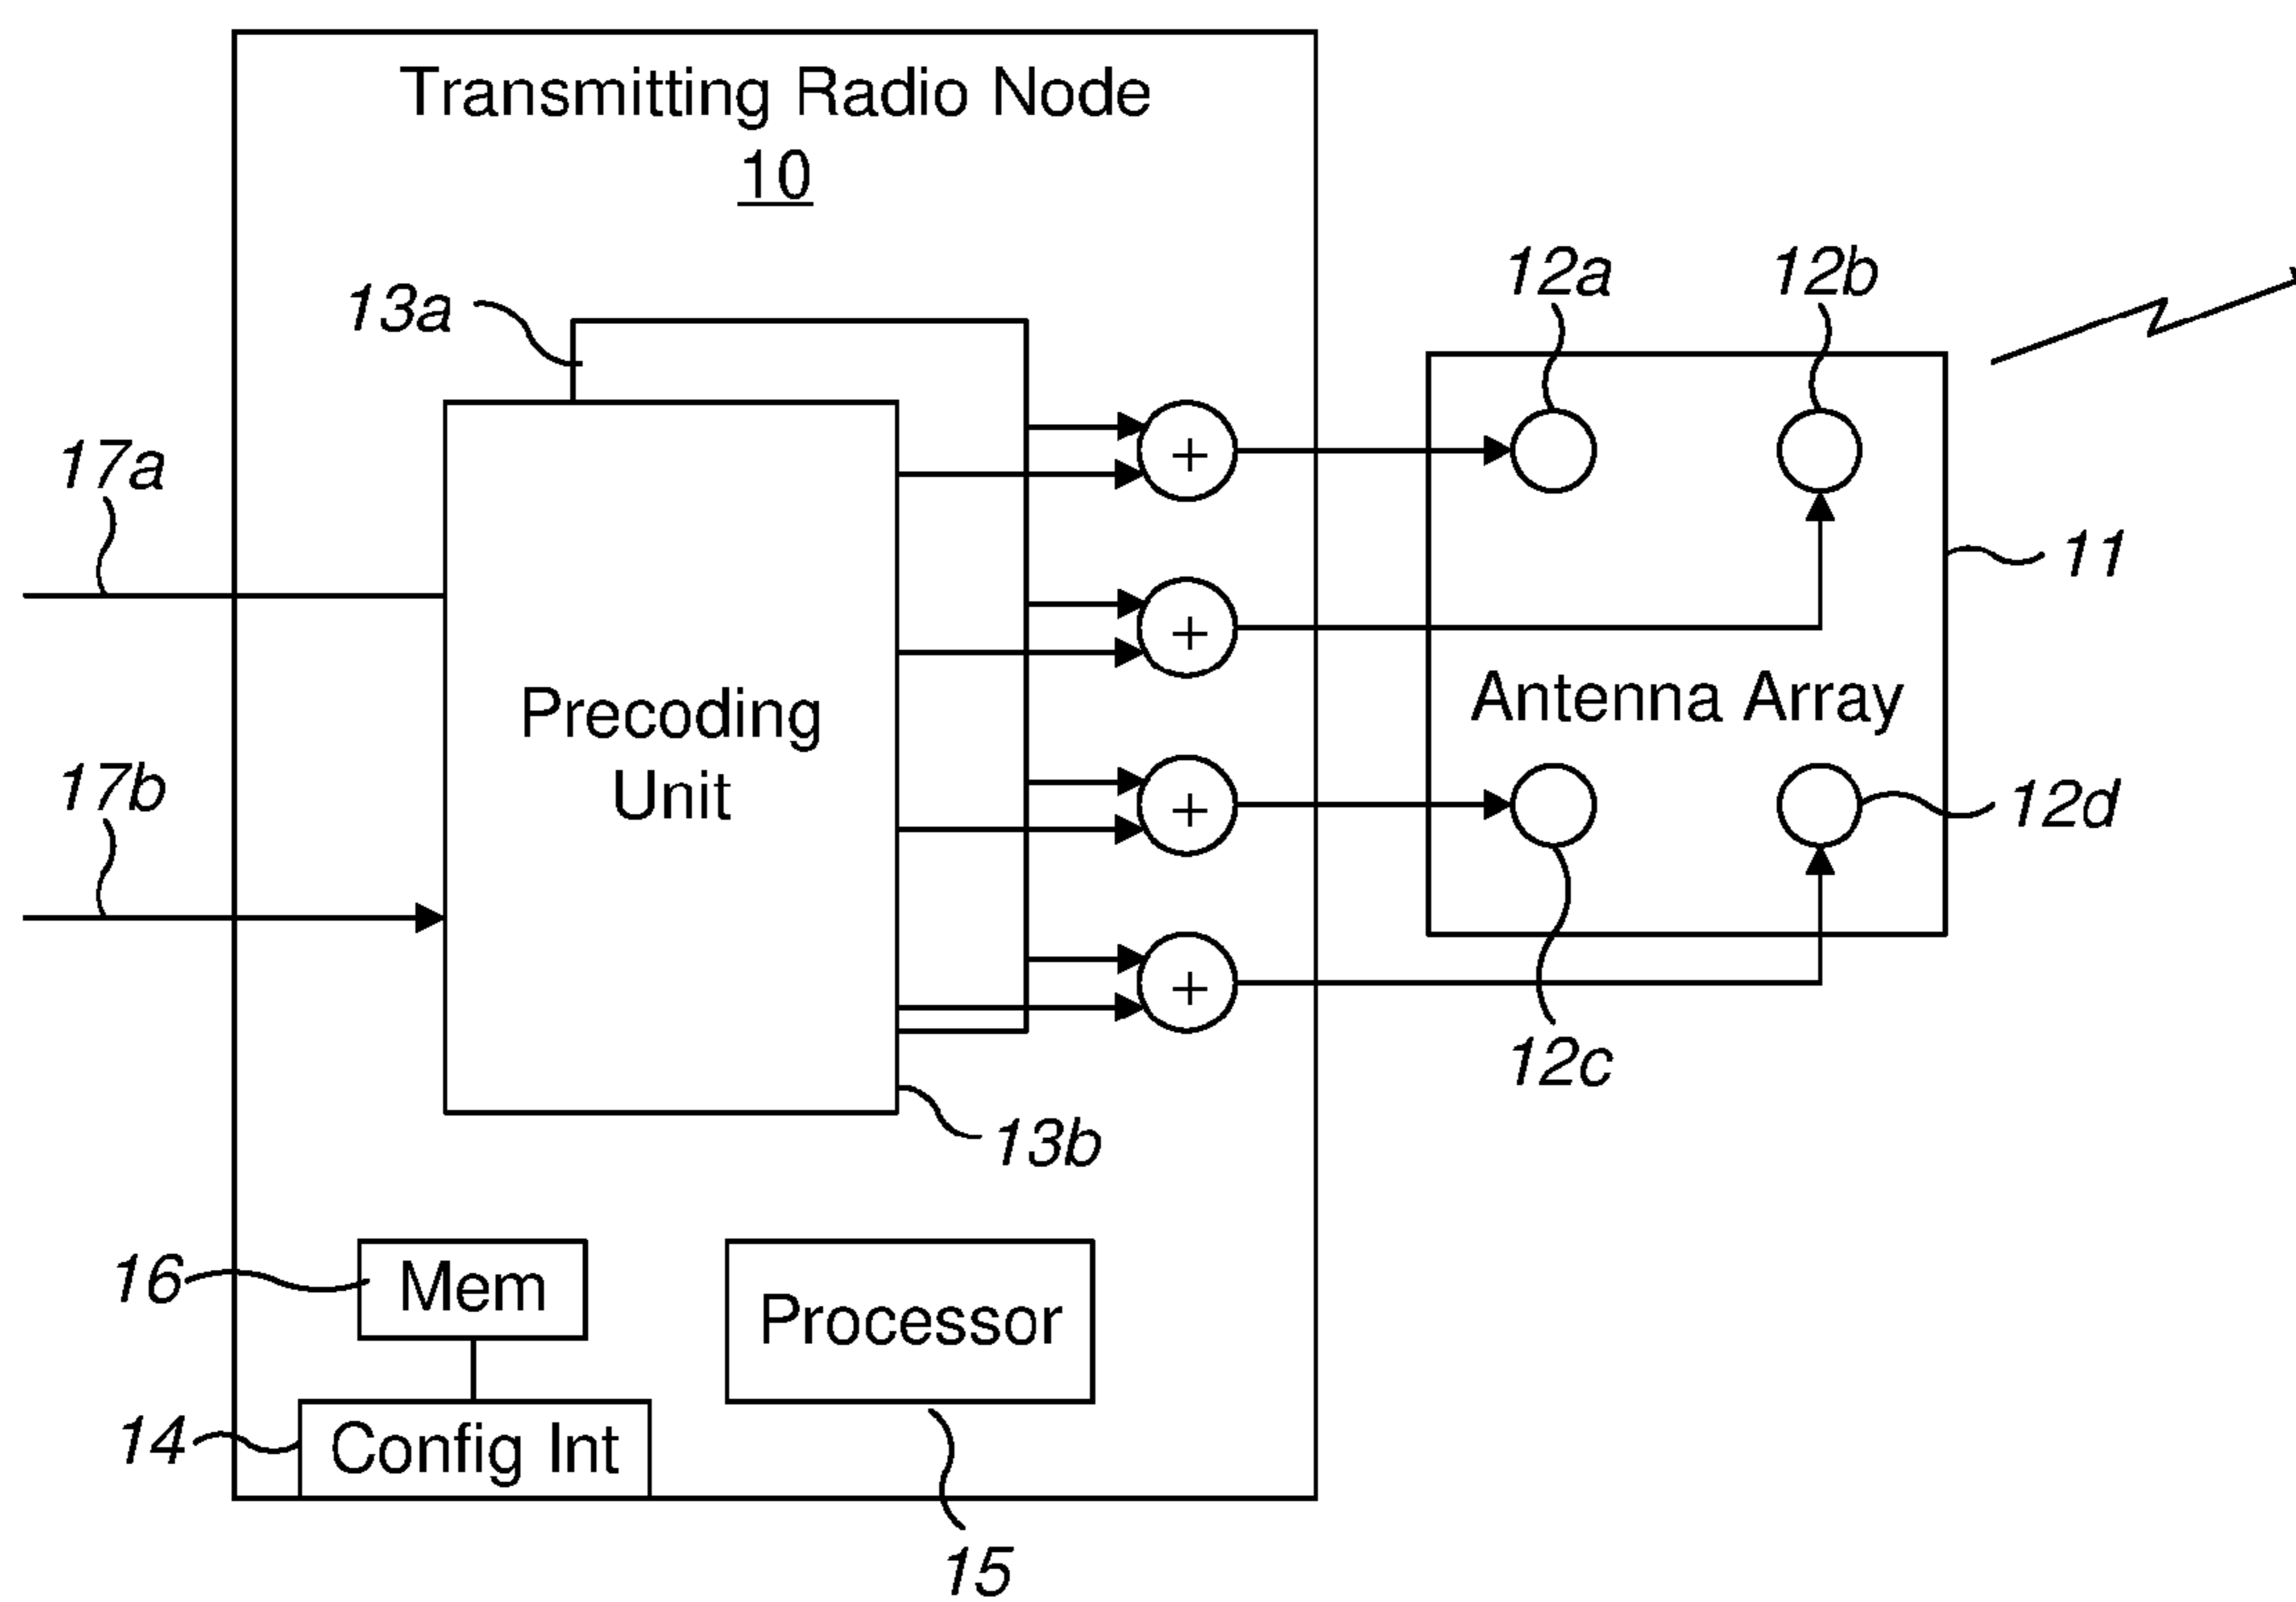 Transmitting Radio Node
10
12a
12b
13a
17a
+
11
+
Antenna Array
Precoding
Unit
17b
+
12d
+
12c
13b
16
Mem
Processor
14
Config Int
15